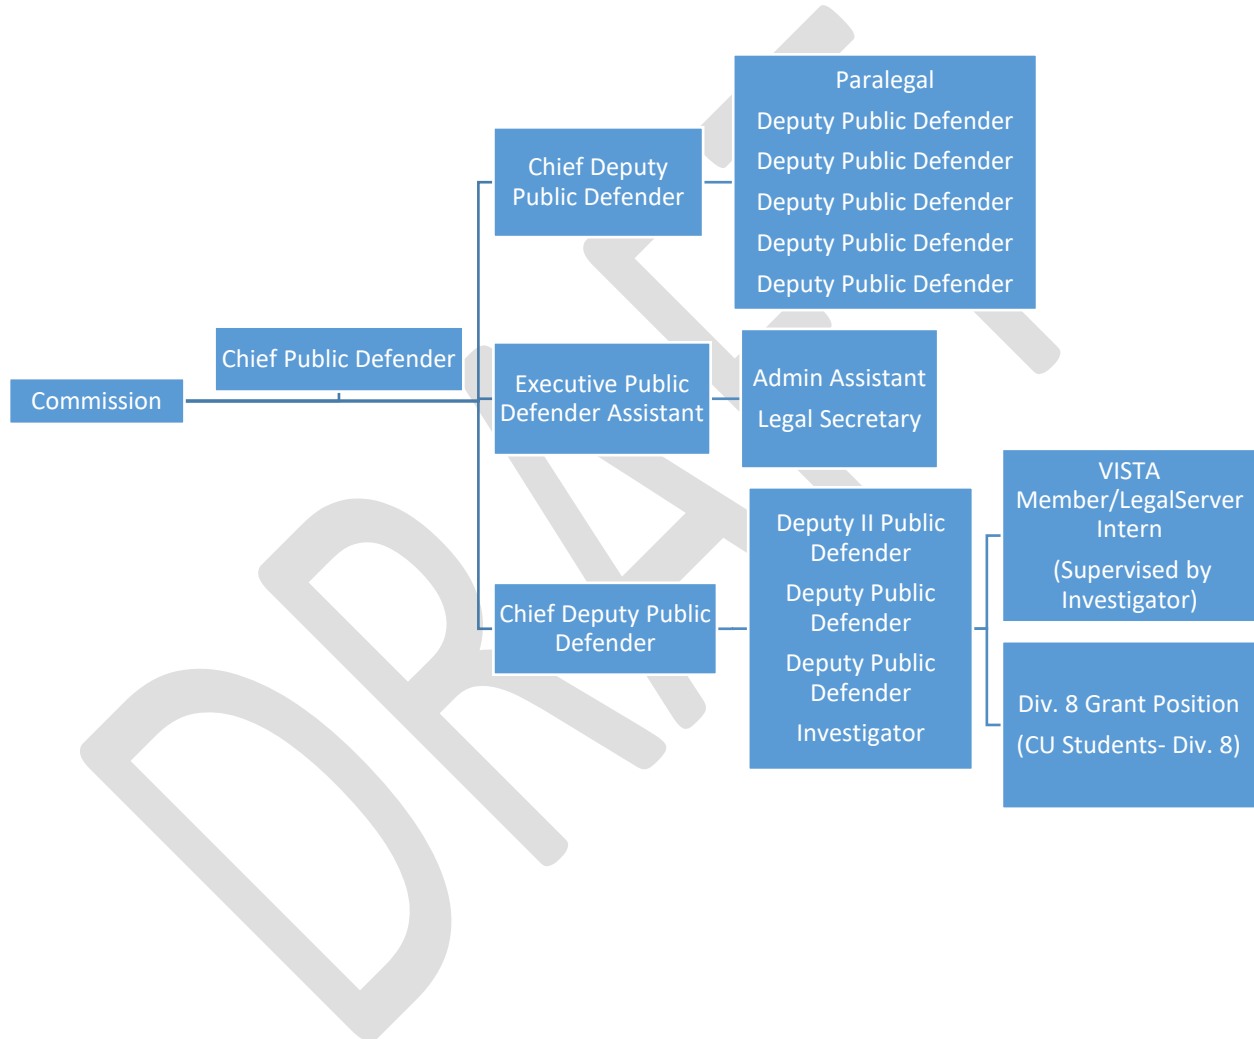 Commission
Chief Public Defender
Chief Deputy
Public Defender
Paralegal
Deputy Public Defender
Deputy Public Defender
Deputy Public Defender
Deputy Public Defender
Deputy Public Defender
Executive Public
Defender Assistant
Admin Assistant
Legal Secretary
Chief Deputy Public
Defender
Deputy II Public
Defender
Deputy Public
Defender
Deputy Public
Defender
Investigator
VISTA
Member/LegalServer
Intern
(Supervised by
Investigator)
Div. 8 Grant Position
(CU Students- Div. 8)
DRAFT